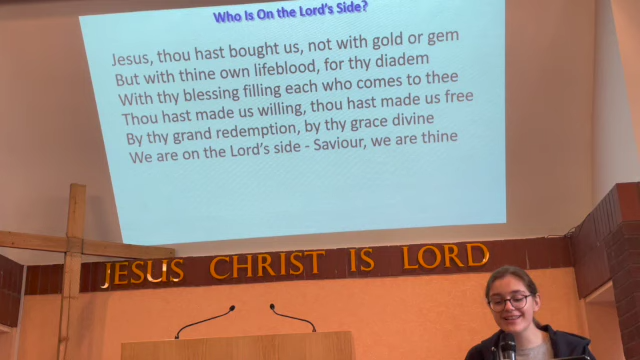 Who Is On the Lord's Side?
Jesus, thou hast bought us, not with gold or gem
But with thine own lifeblood, for thy diadem
With thy blessing filling each who comes to thee
Thou hast made us willing, thou hast made us free
By thy grand redemption, by thy grace divine
We are on the Lord's side - Saviour, we are thine
JESUS CHRIST IS LORD